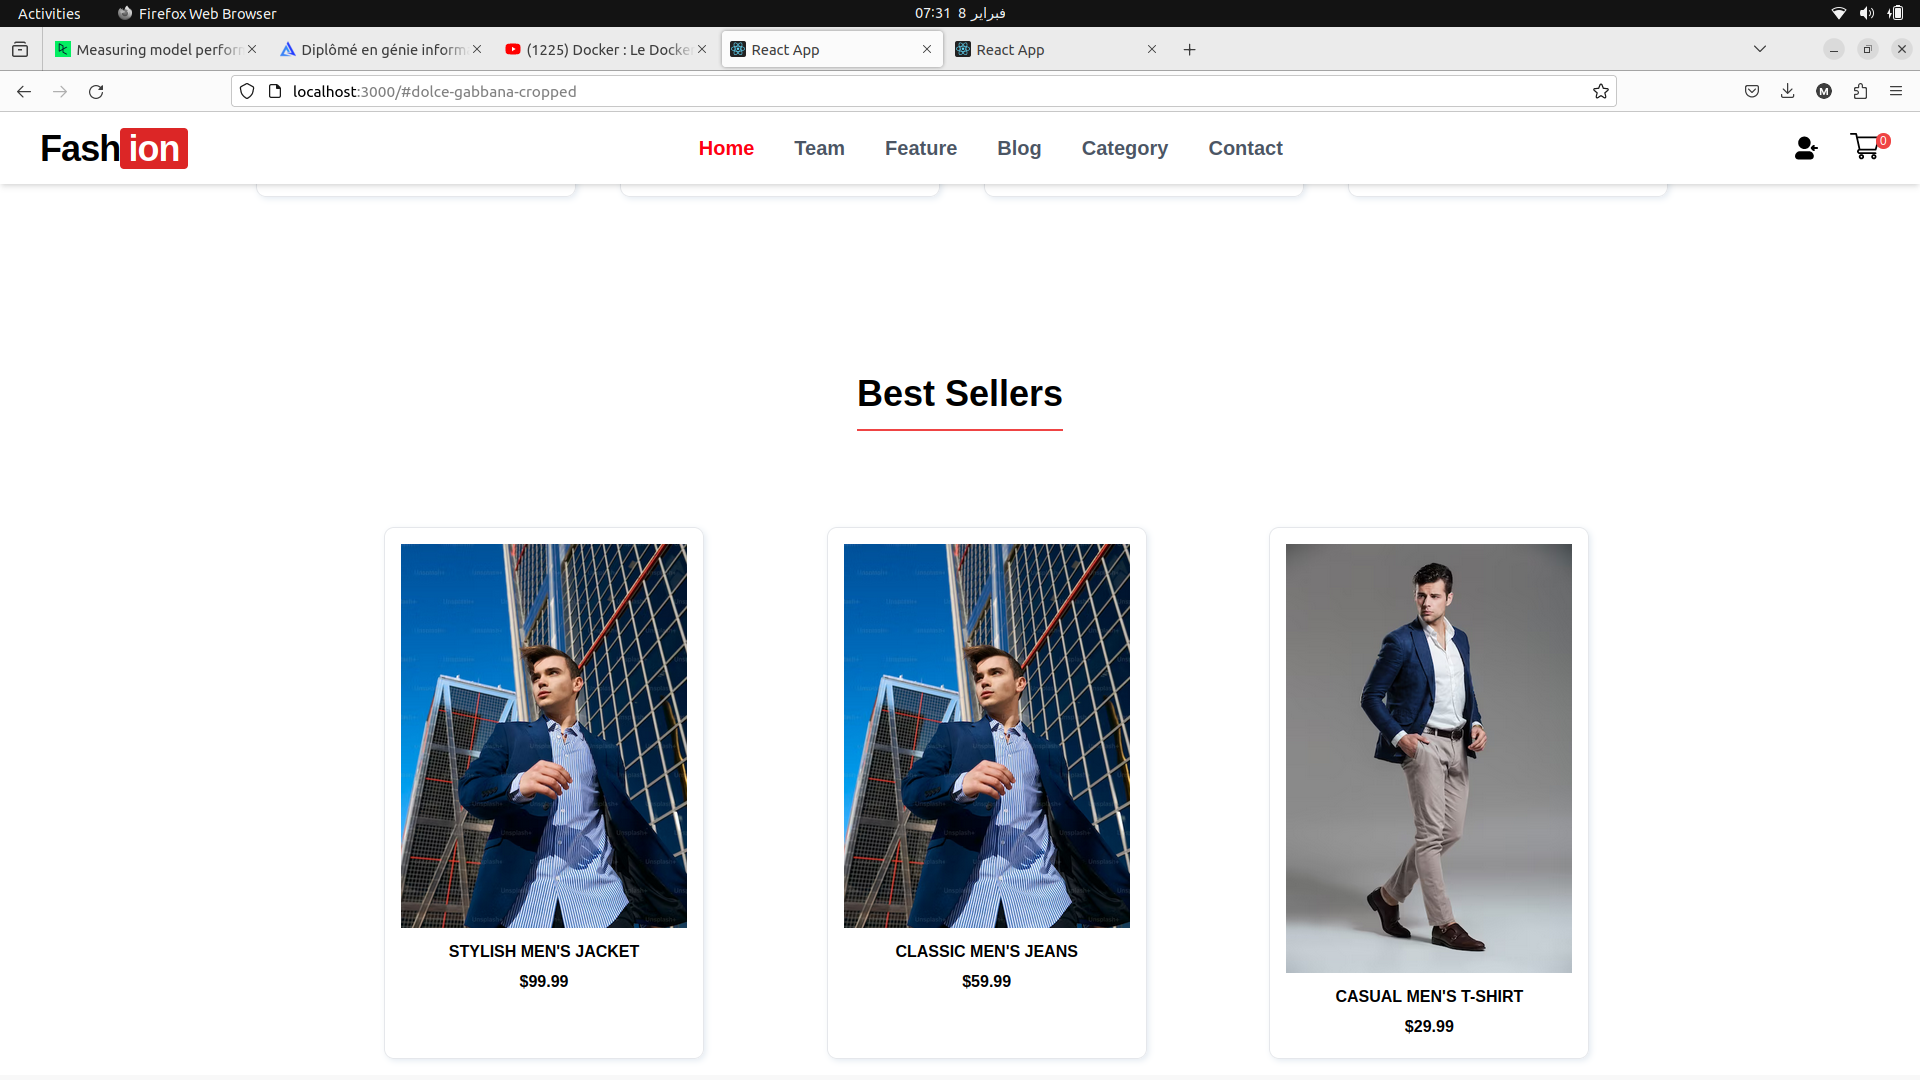 Activities
Firefox Web Browser
07:31 8 فبراير
Measuring model perfor
Diplômé en génie inform
(1225) Docker : Le Docke
React App
React App
localhost:3000/#dolce-gabbana-cropped
M
Fashion
Home
Team
Feature
Blog
Category
Contact
0
Best Sellers
STYLISH MEN'S JACKET
$99.99
CLASSIC MEN'S JEANS
$59.99
CASUAL MEN'S T-SHIRT
$29.99